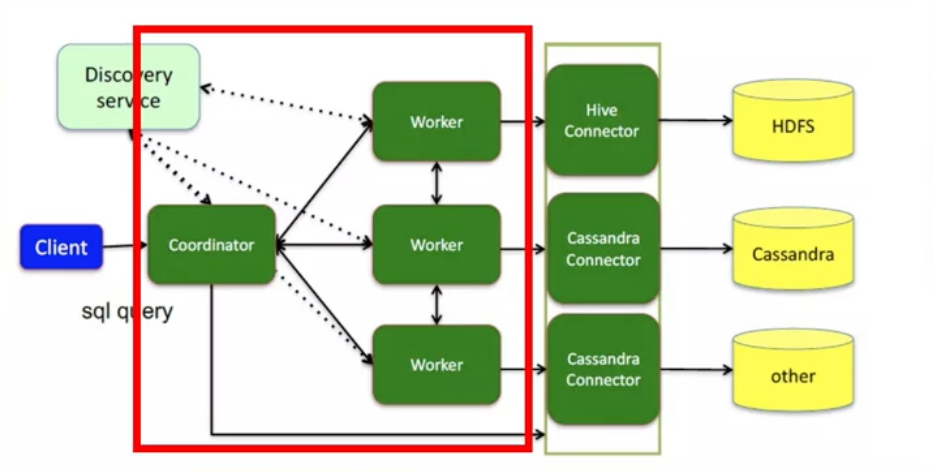 Discovery
service
Worker
Hive
Connector
HDFS
Client
Coordinator
Worker
Cassandra
Connector
Cassandra
sql query
Worker
Cassandra
Connector
other